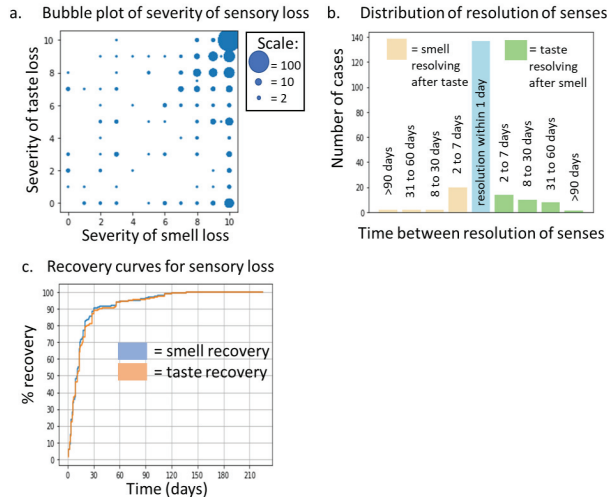 a. Bubble plot of severity of sensory loss
Severity of taste loss
10
8
6
4
2
0
0 2 4 6 8 10
Severity of smell loss
Scale:
= 100
= 10
= 2
b. Distribution of resolution of senses
Number of cases
140
120
100
80
60
40
20
0
= smell
resolving
after taste
= taste
resolving
after smell
>90 days
31 to 60 days
8 to 30 days
2 to 7 days
resolution within 1 day
2 to 7 days
8 to 30 days
31 to 60 days
>90 days
Time between resolution of senses
c. Recovery curves for sensory loss
% recovery
100
90
80
70
60
50
40
30
20
10
0
= smell recovery
= taste recovery
0 30 60 90 120 150 180 210
Time (days)